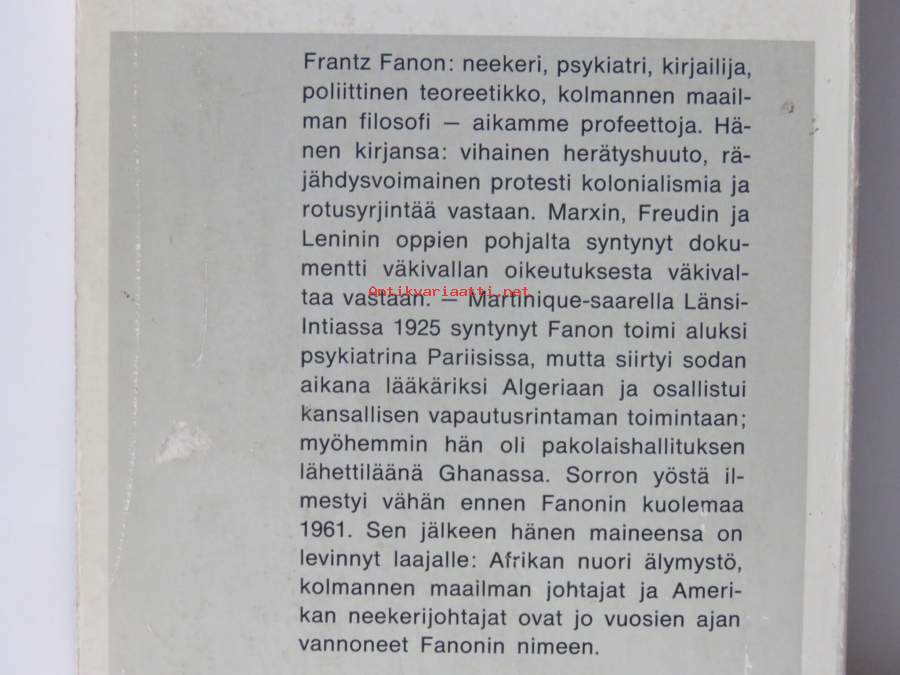 Frantz Fanon: neekeri, psykiatri, kirjailija,
poliittinen teoreetikko, kolmannen maail-
man filosofi — aikamme profeettoja. Hä-
nen kirjansa: vihainen herätyshuuto, rä-
jähdysvoimainen protesti kolonialismia ja
rotusyrjintää vastaan. Marxin, Freudin ja
Leninin oppien pohjalta syntynyt doku-
mentti väkivallan oikeutuksesta väkival-
Antikvariaatti.net
taa vastaan. — Martinique-saarella Länsi-
Intiassa 1925 syntynyt Fanon toimi aluksi
psykiatrina Pariisissa, mutta siirtyi sodan
aikana lääkäriksi Algeriaan ja osallistui
kansallisen vapautusrintaman toimintaan;
myöhemmin hän oli pakolaishallituksen
lähettiläänä Ghanassa. Sorron yöstä il-
mestyi vähän ennen Fanonin kuolemaa
1961. Sen jälkeen hänen maineensa on
levinnyt laajalle: Afrikan nuori älymystö,
kolmannen maailman johtajat ja Ameri-
kan neekerijohtajat ovat jo vuosien ajan
vannoneet Fanonin nimeen.